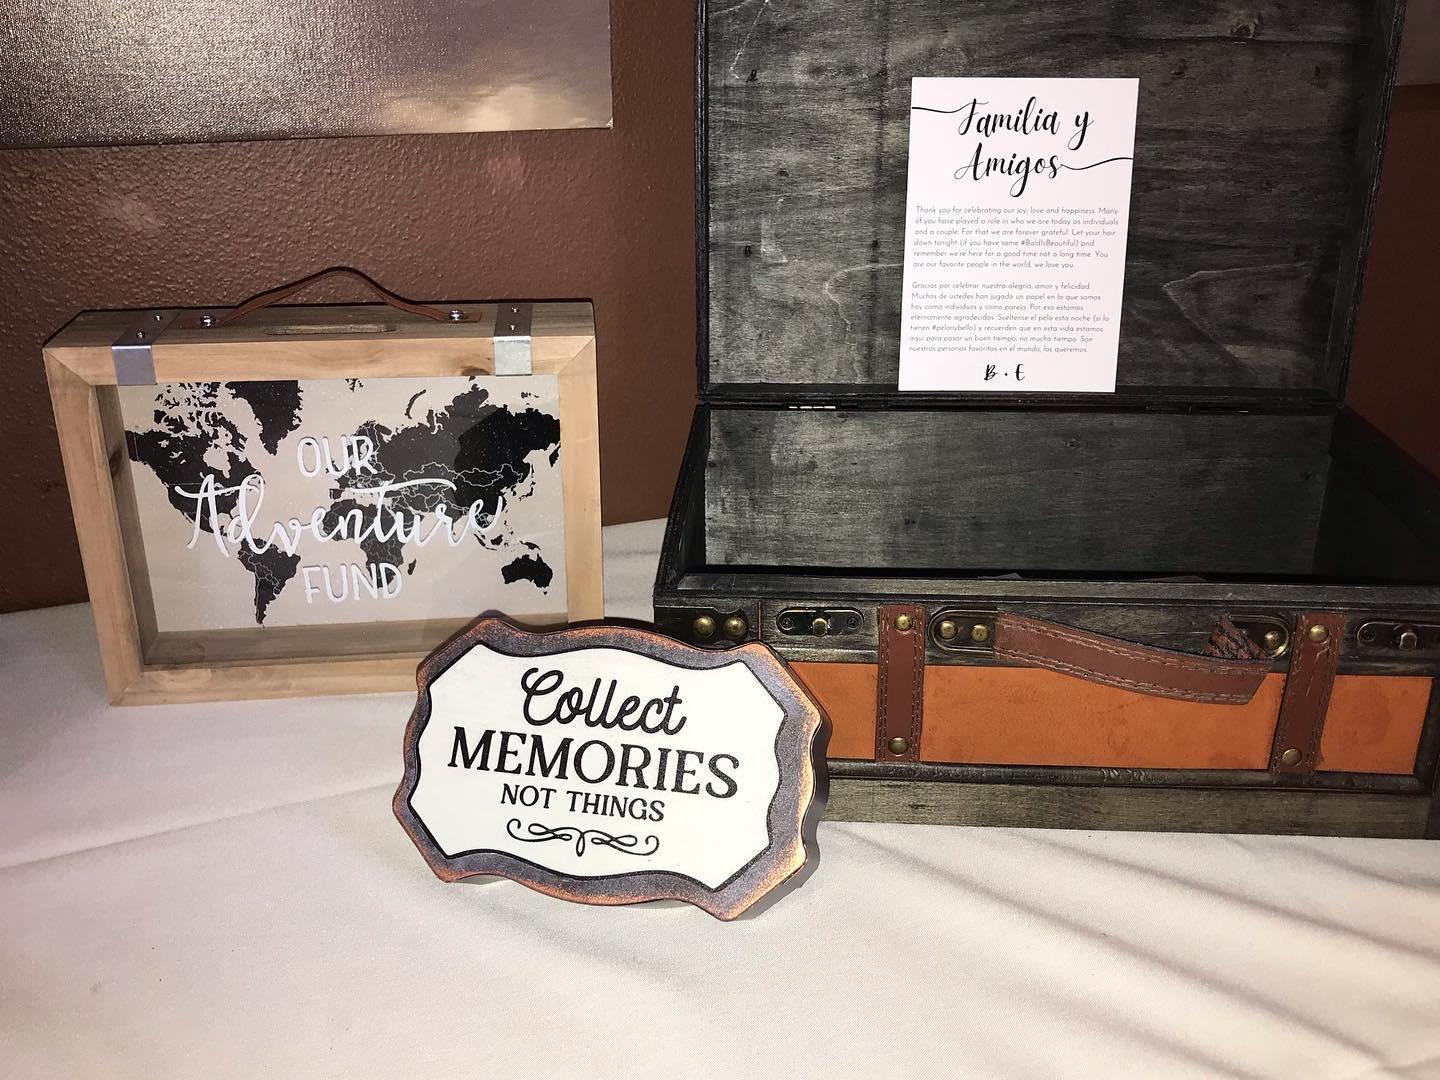 OUR
Adventure
FUND
Collect
MEMORIES
NOT THINGS
Familia y
Amigos
Thank you for celebrating our joy, love and happiness. Many
of you have played a role in who we are today as individuals
and a couple. For that we are forever grateful. Let your hair
down tonight (if you have some #BaldIsBeautiful) and
remember we're here for a good time not a long time. You
are our favorite people in the world, we love you.
Gracias por celebrar nuestra alegria, amor y felicidad.
Muchos de ustedes han jugado un papel en lo que somos
hoy como individuos y como pareja. Por eso estamos
eternamente agradecidos. Suéltense el pelo esta noche (si lo
tienen #pelonybello) y recuerden que en esta vida estamos
aqui para pasar un buen tiempo, no mucho tiempo. Son
nuestras personas favoritas en el mundo, los queremos.
B • E